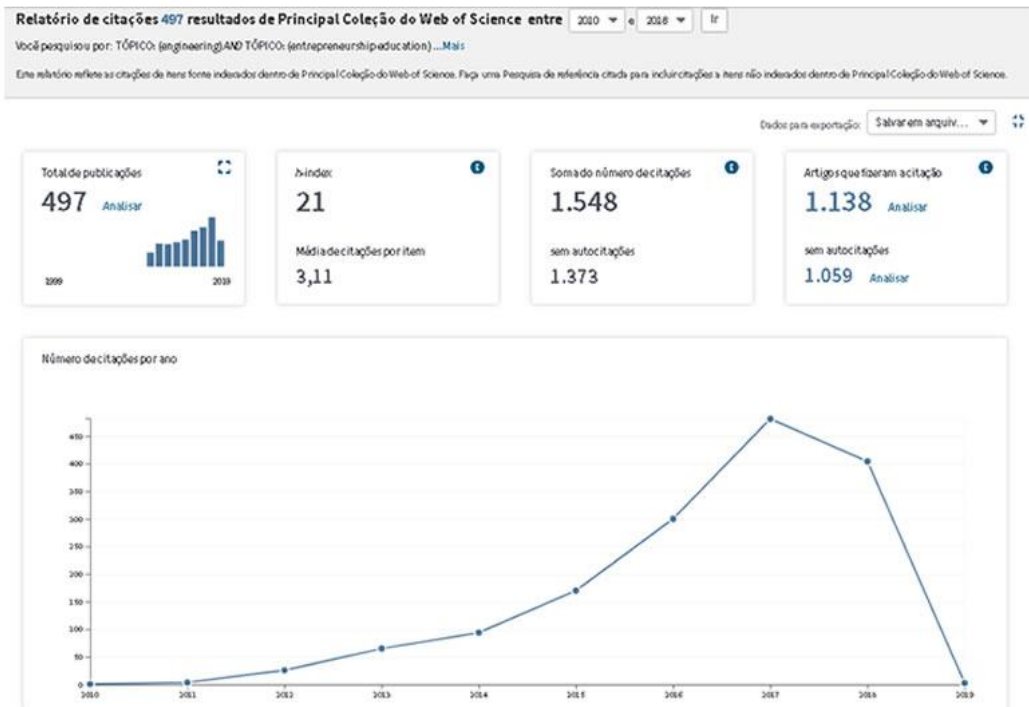 Relatório de citações 497 resultados de Principal Coleção do Web of Science entre 2010 e 2018 Ir
Você pesquisou por: TÓPICO: (engineering) AND TÓPICO: (entrepreneurship education) ...Mais
Este relatório reflete as citações de itens fonte indexados dentro de Principal Coleção do Web of Science. Faça uma Pesquisa de referência citada para incluir citações a itens não indexados dentro de Principal Coleção do Web of Science.
Dados para exportação: Salvar em arquiv...
Total de publicações
497 Analisar
1999 2019
h-index
21
Média de citações por item
3,11
Soma do número de citações
1.548
sem autocitações
1.373
Artigos que fizeram a citação
1.138 Analisar
sem autocitações
1.059 Analisar
Número de citações por ano
450
400
350
300
250
200
150
100
50
0
2010 2011 2012 2013 2014 2015 2016 2017 2018 2019